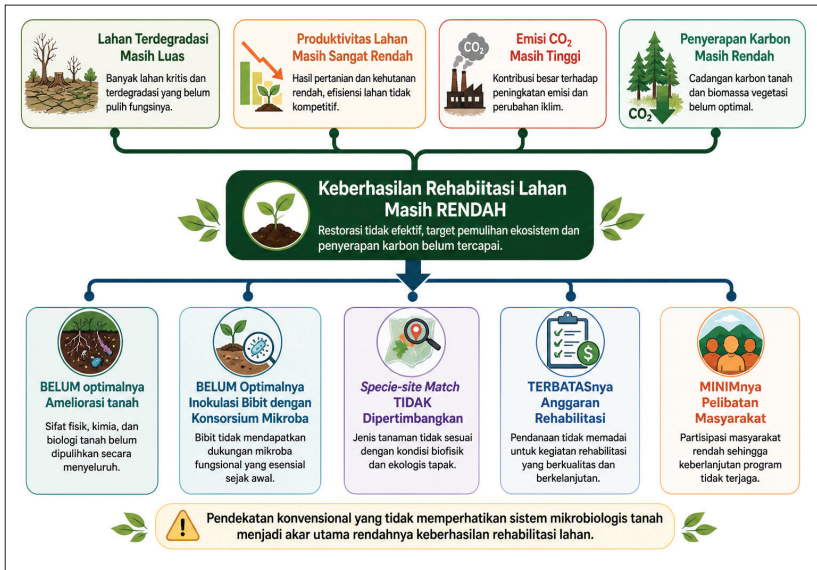 Lahan Terdegradasi
Masih Luas
Banyak lahan kritis dan
terdegradasi yang belum
pulih fungsinya.
Produktivitas Lahan
Masih Sangat Rendah
Hasil pertanian dan kehutanan
rendah, efisiensi lahan tidak
kompetitif.
CO₂
Emisi CO₂
Masih Tinggi
Kontribusi besar terhadap
peningkatan emisi dan
perubahan iklim.
CO₂
Penyerapan Karbon
Masih Rendah
Cadangan karbon tanah
dan biomassa vegetasi
belum optimal.
Keberhasilan Rehabiitasi Lahan
Masih RENDAH
Restorasi tidak efektif, target pemulihan ekosistem dan
penyerapan karbon belum tercapai.
BELUM optimalnya
Ameliorasi tanah
Sifat fisik, kimia, dan
biologi tanah belum
dipulihkan secara
menyeluruh.
BELUM Optimalnya
Inokulasi Bibit dengan
Konsorsium Mikroba
Bibit tidak mendapatkan
dukungan mikroba
fungsional yang esensial
sejak awal.
Specie-site Match
TIDAK
Dipertimbangkan
Jenis tanaman tidak sesuai
dengan kondisi biofisik
dan ekologis tapak.
$
TERBATASnya
Anggaran
Rehabilitasi
Pendanaan tidak memadai
untuk kegiatan rehabilitasi
yang berkualitas dan
berkelanjutan.
MINIMnya
Pelibatan
Masyarakat
Partisipasi masyarakat
rendah sehingga
keberlanjutan program
tidak terjaga.
Pendekatan konvensional yang tidak memperhatikan sistem mikrobiologis tanah
menjadi akar utama rendahnya keberhasilan rehabilitasi lahan.